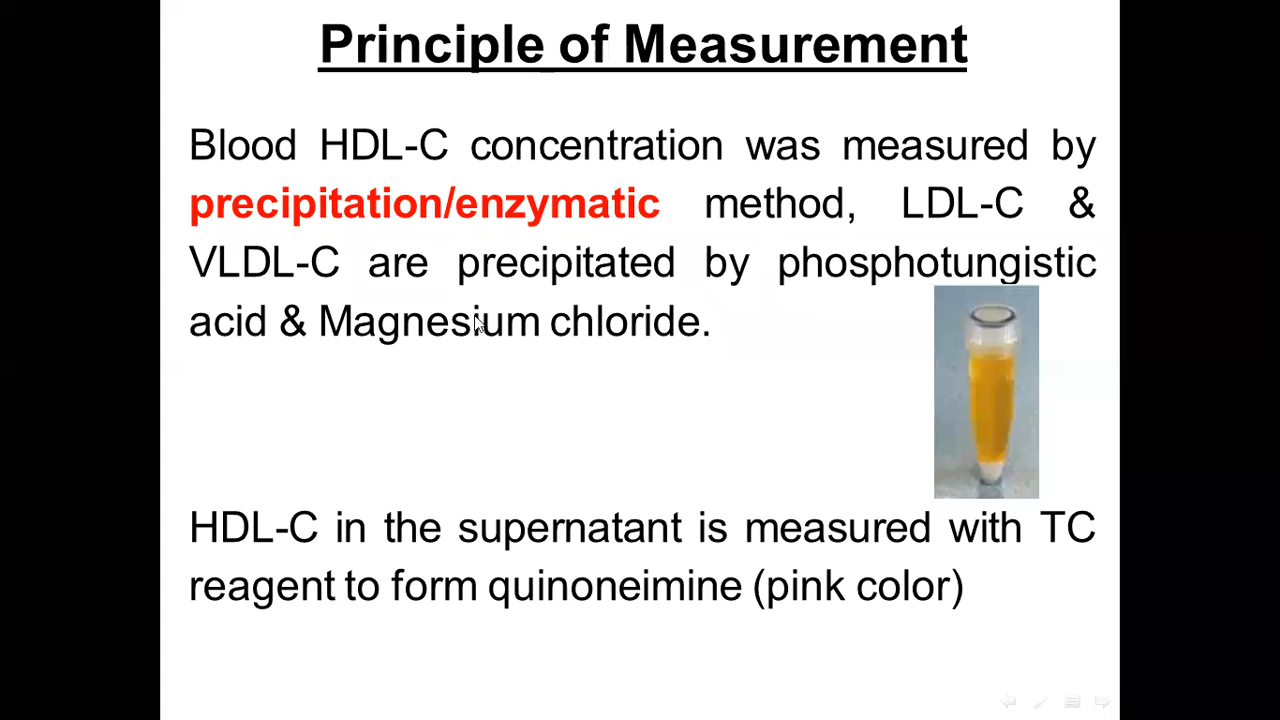 Principle of Measurement
Blood HDL-C concentration was measured by
precipitation/enzymatic method, LDL-C &
VLDL-C are precipitated by phosphotungistic
acid & Magnesium chloride.
HDL-C in the supernatant is measured with TC
reagent to form quinoneimine (pink color)